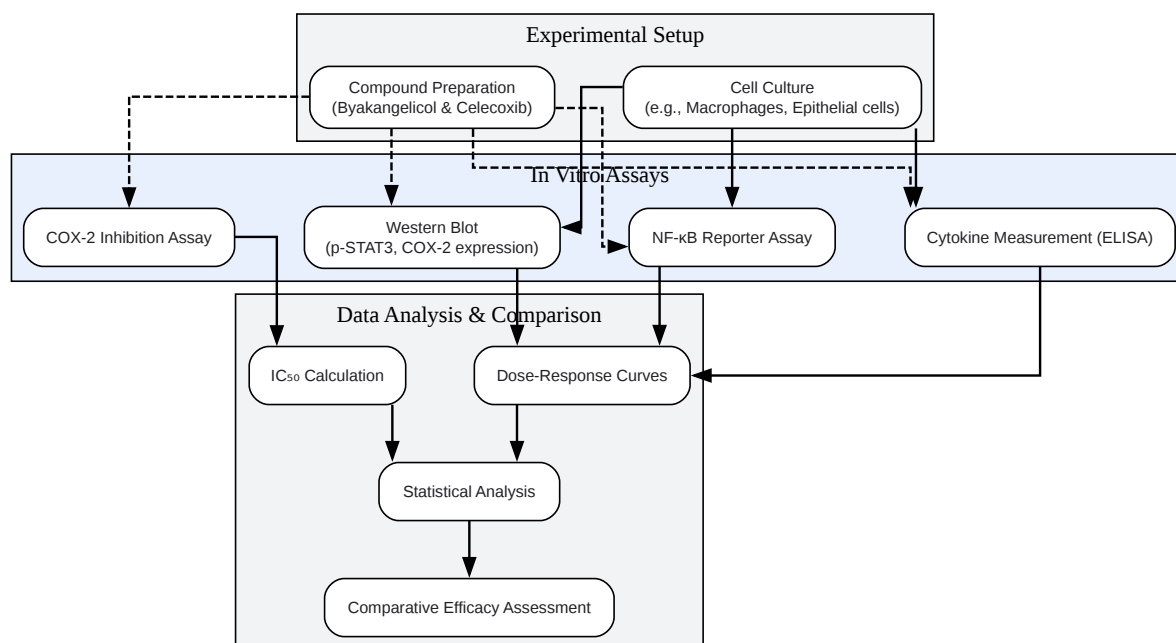 Experimental Setup
Compound Preparation
(Byakangelicol & Celecoxib)
Cell Culture
(e.g., Macrophages, Epithelial cells)
In Vitro Assays
COX-2 Inhibition Assay
Western Blot
(p-STAT3, COX-2 expression)
NF-κB Reporter Assay
Cytokine Measurement (ELISA)
Data Analysis & Comparison
IC₅₀ Calculation
Dose-Response Curves
Statistical Analysis
Comparative Efficacy Assessment